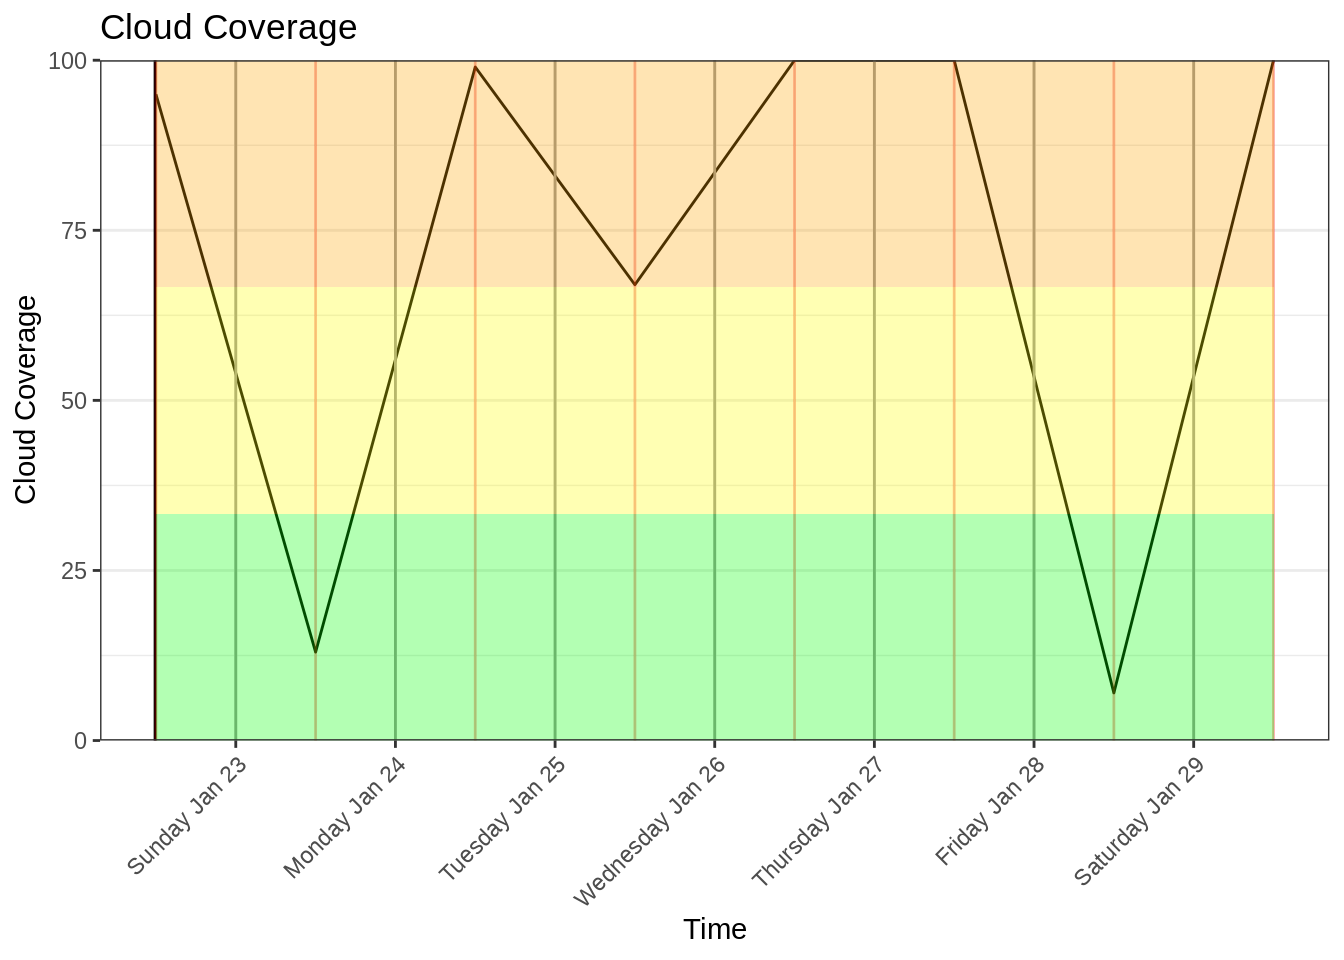 Cloud Coverage
100
75
50
25
0
Cloud Coverage
Sunday Jan 23
Monday Jan 24
Tuesday Jan 25
Wednesday Jan 26
Thursday Jan 27
Friday Jan 28
Saturday Jan 29
Time